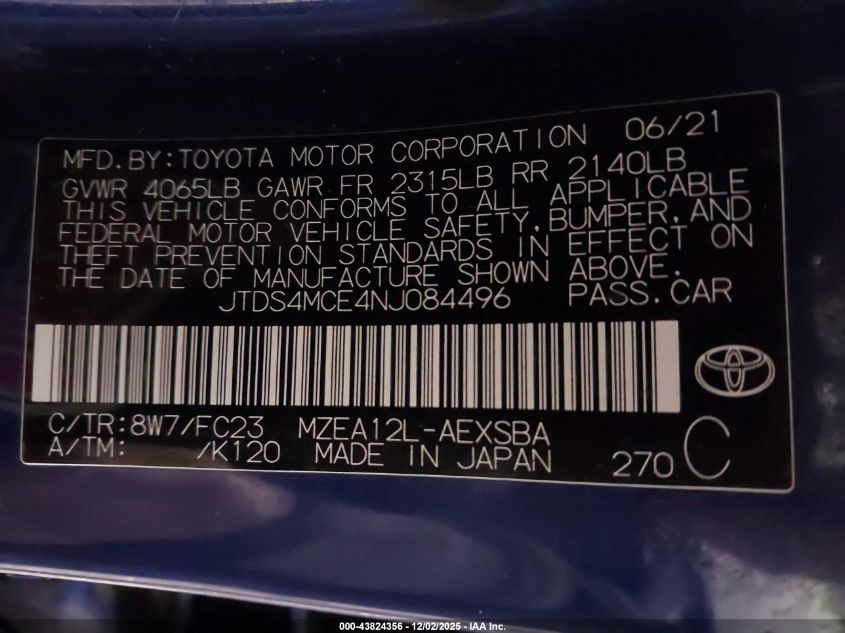 MFD.BY:TOYOTA MOTOR CORPORATION 06/21
GVWR 4065LB GAWR FR 2315LB RR 2140LB
THIS VEHICLE CONFORMS TO ALL APPLICABLE
FEDERAL MOTOR VEHICLE SAFETY,BUMPER,AND
THEFT PREVENTION STANDARDS IN EFFECT ON
THE DATE OF MANUFACTURE SHOWN ABOVE.
JTDS4MCE4NJ084496 PASS.CAR
C/TR:8W7/FC23 MZEA12L-AEXSBA
A/TM: /K120 MADE IN JAPAN 270 C
000-43824356 - 12/02/2025 - IAA Inc.